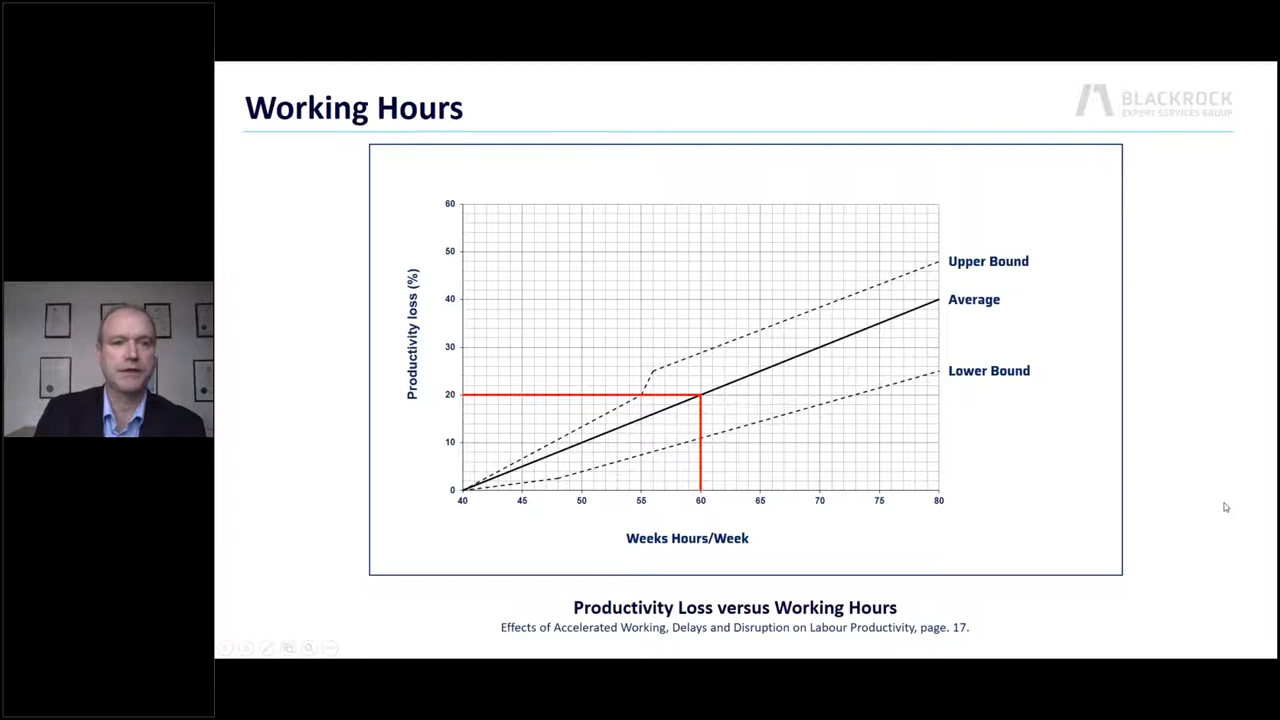 Working Hours
BLACKROCK
EXPERT SERVICES GROUP
60
50
40
30
20
10
0
Productivity loss (%)
40 45 50 55 60 65 70 75 80
Upper Bound
Average
Lower Bound
Weeks Hours/Week
Productivity Loss versus Working Hours
Effects of Accelerated Working, Delays and Disruption on Labour Productivity, page. 17.